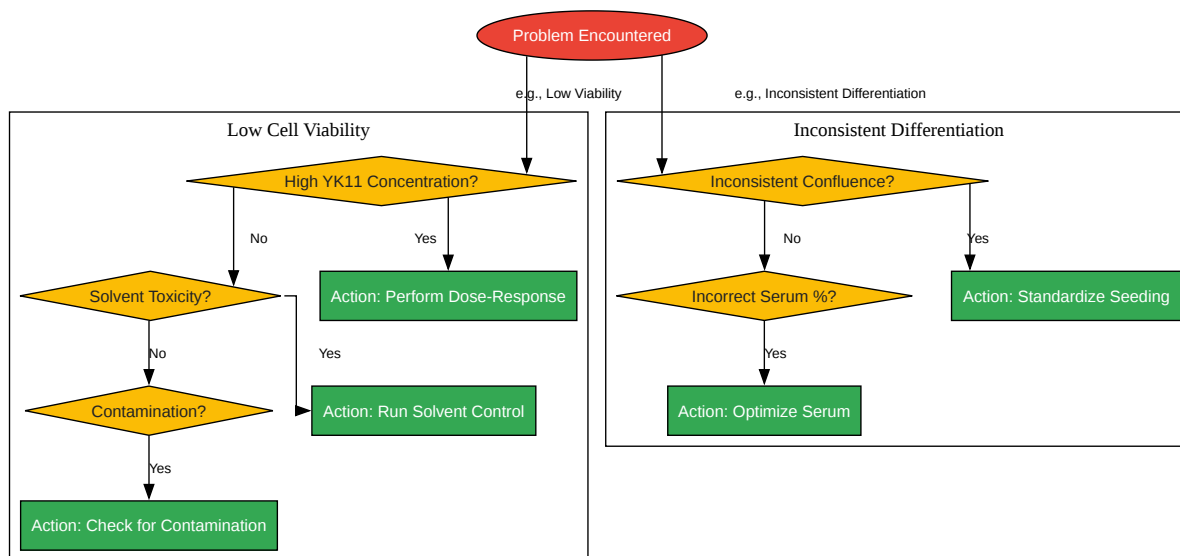 Problem Encountered
e.g., Low Viability
e.g., Inconsistent Differentiation
Low Cell Viability
High YK11 Concentration?
No
Yes
Solvent Toxicity?
Action: Perform Dose-Response
No
Yes
Contamination?
Action: Run Solvent Control
Yes
Action: Check for Contamination
Inconsistent Differentiation
Inconsistent Confluence?
No
Yes
Incorrect Serum %?
Action: Standardize Seeding
Yes
Action: Optimize Serum